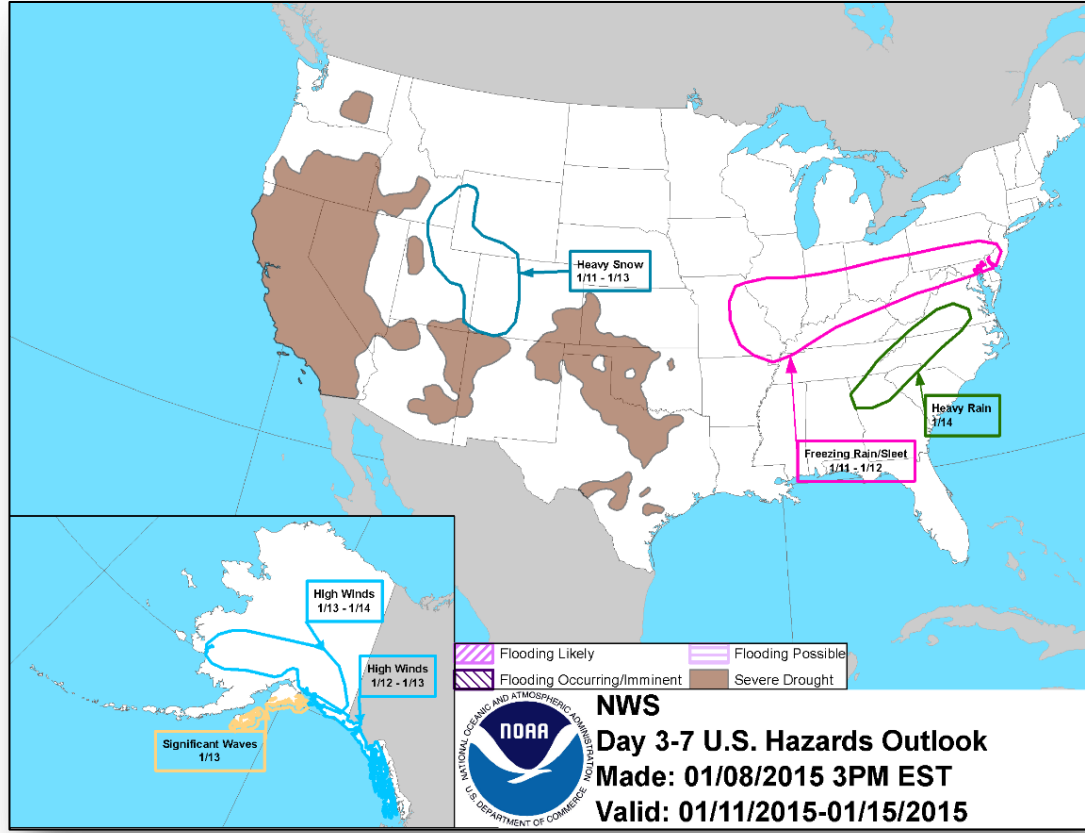 Heavy Snow
1/11 - 1/13
Heavy Rain
1/14
Freezing Rain/Sleet
1/11 - 1/12
High Winds
1/13 - 1/14
High Winds
1/12 - 1/13
Significant Waves
1/13
Flooding Likely
Flooding Possible
Flooding Occurring/Imminent
Severe Drought
NATIONAL OCEANIC AND ATMOSPHERIC ADMINISTRATION
NOAA
U.S. DEPARTMENT OF COMMERCE
NWS
Day 3-7 U.S. Hazards Outlook
Made: 01/08/2015 3PM EST
Valid: 01/11/2015-01/15/2015